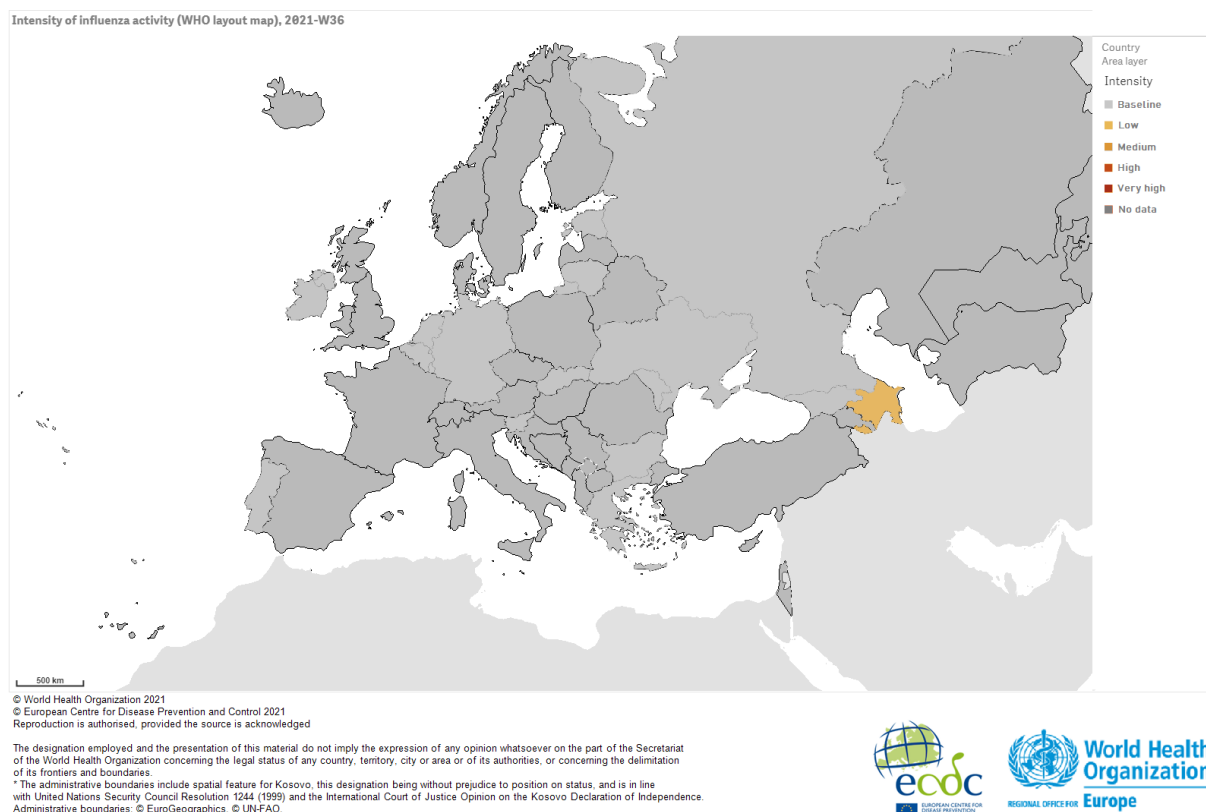 Intensity of influenza activity (WHO layout map), 2021-W36
Country
Area layer
Intensity
Baseline
Low
Medium
High
Very high
No data
500 km
© World Health Organization 2021
© European Centre for Disease Prevention and Control 2021
Reproduction is authorised, provided the source is acknowledged
The designation employed and the presentation of this material do not imply the expression of any opinion whatsoever on the part of the Secretariat
of the World Health Organization concerning the legal status of any country, territory, city or area or of its authorities, or concerning the delimitation
of its frontiers and boundaries.
* The administrative boundaries include spatial feature for Kosovo, this designation being without prejudice to position on status, and is in line
with United Nations Security Council Resolution 1244 (1999) and the International Court of Justice Opinion on the Kosovo Declaration of Independence.
Administrative boundaries: © EuroGeographics, © UN-FAO.
ecdc
EUROPEAN CENTRE FOR
DISEASE PREVENTION
World Health
Organization
REGIONAL OFFICE FOR Europe